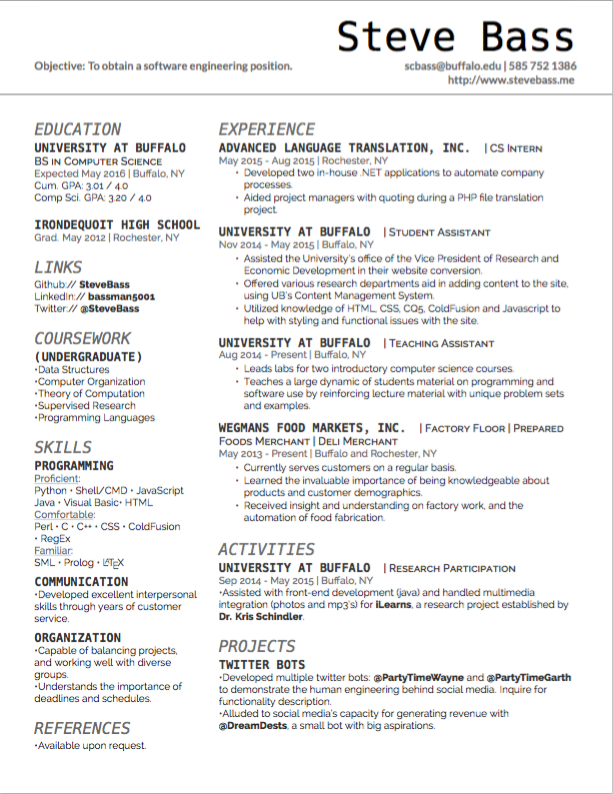 Steve Bass
Objective: To obtain a software engineering position.
scbass@buffalo.edu | 585 752 1386
http://www.stevebass.me
EDUCATION
UNIVERSITY AT BUFFALO
BS IN COMPUTER SCIENCE
Expected May 2016 | Buffalo, NY
Cum. GPA: 3.01 / 4.0
Comp Sci. GPA: 3.20 / 4.0
IRONDEQUOIT HIGH SCHOOL
Grad. May 2012 | Rochester, NY
LINKS
Github:// SteveBass
LinkedIn:// bassman5001
Twitter:// @SteveBass
COURSEWORK
(UNDERGRADUATE)
•Data Structures
•Computer Organization
•Theory of Computation
•Supervised Research
•Programming Languages
SKILLS
PROGRAMMING
Proficient:
Python • Shell/CMD • JavaScript
Java • Visual Basic• HTML
Comfortable:
Perl • C • C++ • CSS • ColdFusion
• RegEx
Familiar:
SML • Prolog • LATEX
COMMUNICATION
•Developed excellent interpersonal
skills through years of customer
service.
ORGANIZATION
•Capable of balancing projects,
and working well with diverse
groups.
•Understands the importance of
deadlines and schedules.
REFERENCES
•Available upon request.
EXPERIENCE
ADVANCED LANGUAGE TRANSLATION, INC. | CS INTERN
May 2015 - Aug 2015 | Rochester, NY
• Developed two in-house .NET applications to automate company
processes.
• Aided project managers with quoting during a PHP file translation
project.
UNIVERSITY AT BUFFALO | STUDENT ASSISTANT
Nov 2014 - May 2015 | Buffalo, NY
• Assisted the University's office of the Vice President of Research and
Economic Development in their website conversion.
• Offered various research departments aid in adding content to the site,
using UB's Content Management System.
• Utilized knowledge of HTML, CSS, CQ5, ColdFusion and Javascript to
help with styling and functional issues with the site.
UNIVERSITY AT BUFFALO | TEACHING ASSISTANT
Aug 2014 - Present | Buffalo, NY
• Leads labs for two introductory computer science courses.
• Teaches a large dynamic of students material on programming and
software use by reinforcing lecture material with unique problem sets
and examples.
WEGMANS FOOD MARKETS, INC. | FACTORY FLOOR | PREPARED
FOODS MERCHANT | DELI MERCHANT
May 2013 - Present | Buffalo and Rochester, NY
• Currently serves customers on a regular basis.
• Learned the invaluable importance of being knowledgeable about
products and customer demographics.
• Received insight and understanding on factory work, and the
automation of food fabrication.
ACTIVITIES
UNIVERSITY AT BUFFALO | RESEARCH PARTICIPATION
Sep 2014 - May 2015 | Buffalo, NY
•Assisted with front-end development (java) and handled multimedia
integration (photos and mp3's) for iLearns, a research project established by
Dr. Kris Schindler.
PROJECTS
TWITTER BOTS
•Developed multiple twitter bots: @PartyTimeWayne and @PartyTimeGarth
to demonstrate the human engineering behind social media. Inquire for
functionality description.
•Alluded to social media's capacity for generating revenue with
@DreamDests, a small bot with big aspirations.